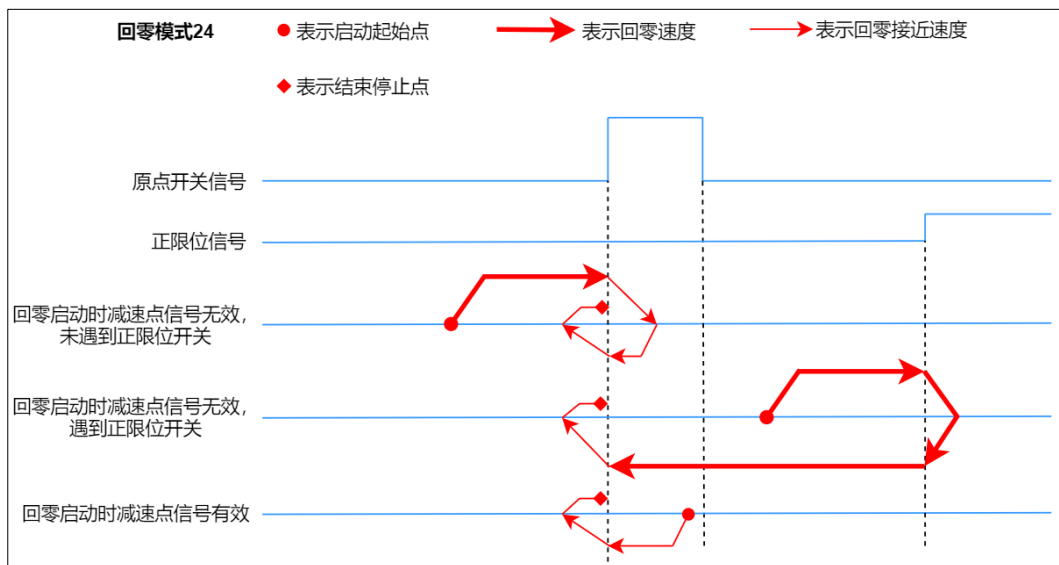 回零模式24
表示启动起始点
表示回零速度
表示回零接近速度
表示结束停止点
原点开关信号
正限位信号
回零启动时减速点信号无效，
未遇到正限位开关
回零启动时减速点信号无效，
遇到正限位开关
回零启动时减速点信号有效